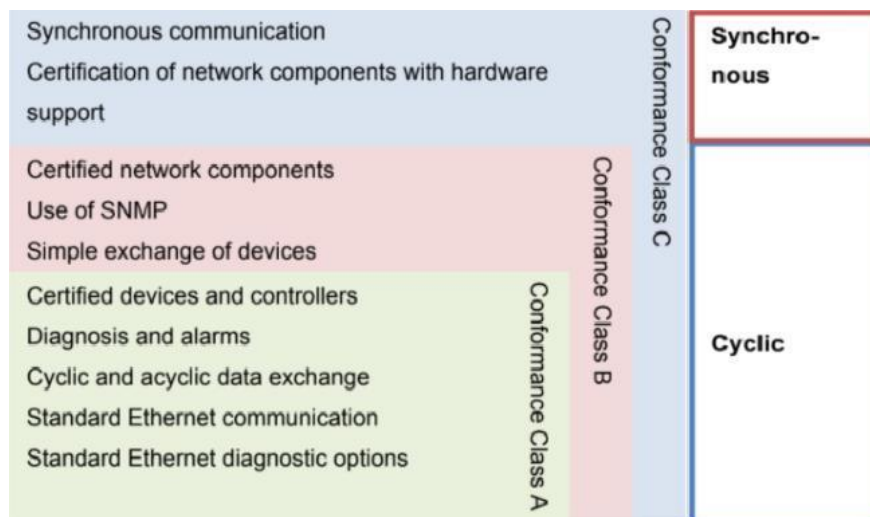 Synchronous communication
Certification of network components with hardware
support
Certified network components
Use of SNMP
Simple exchange of devices
Certified devices and controllers
Diagnosis and alarms
Cyclic and acyclic data exchange
Standard Ethernet communication
Standard Ethernet diagnostic options
Conformance Class A
Conformance Class B
Conformance Class C
Synchro-
nous
Cyclic